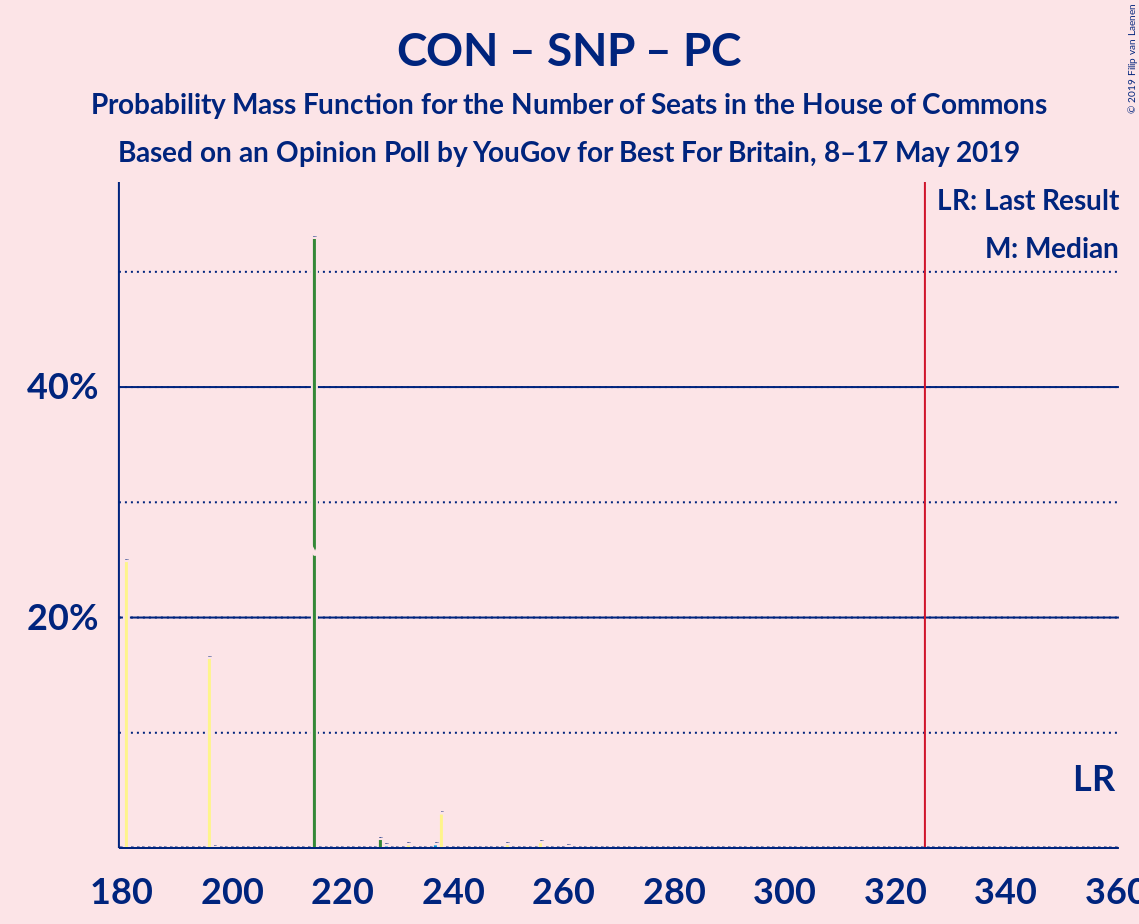 CON – SNP – PC
Probability Mass Function for the Number of Seats in the House of Commons
Based on an Opinion Poll by YouGov for Best For Britain, 8–17 May 2019
© 2019 Filip van Laenen
LR: Last Result
M: Median
40%
20%
LR
180 200 220 240 260 280 300 320 340 360